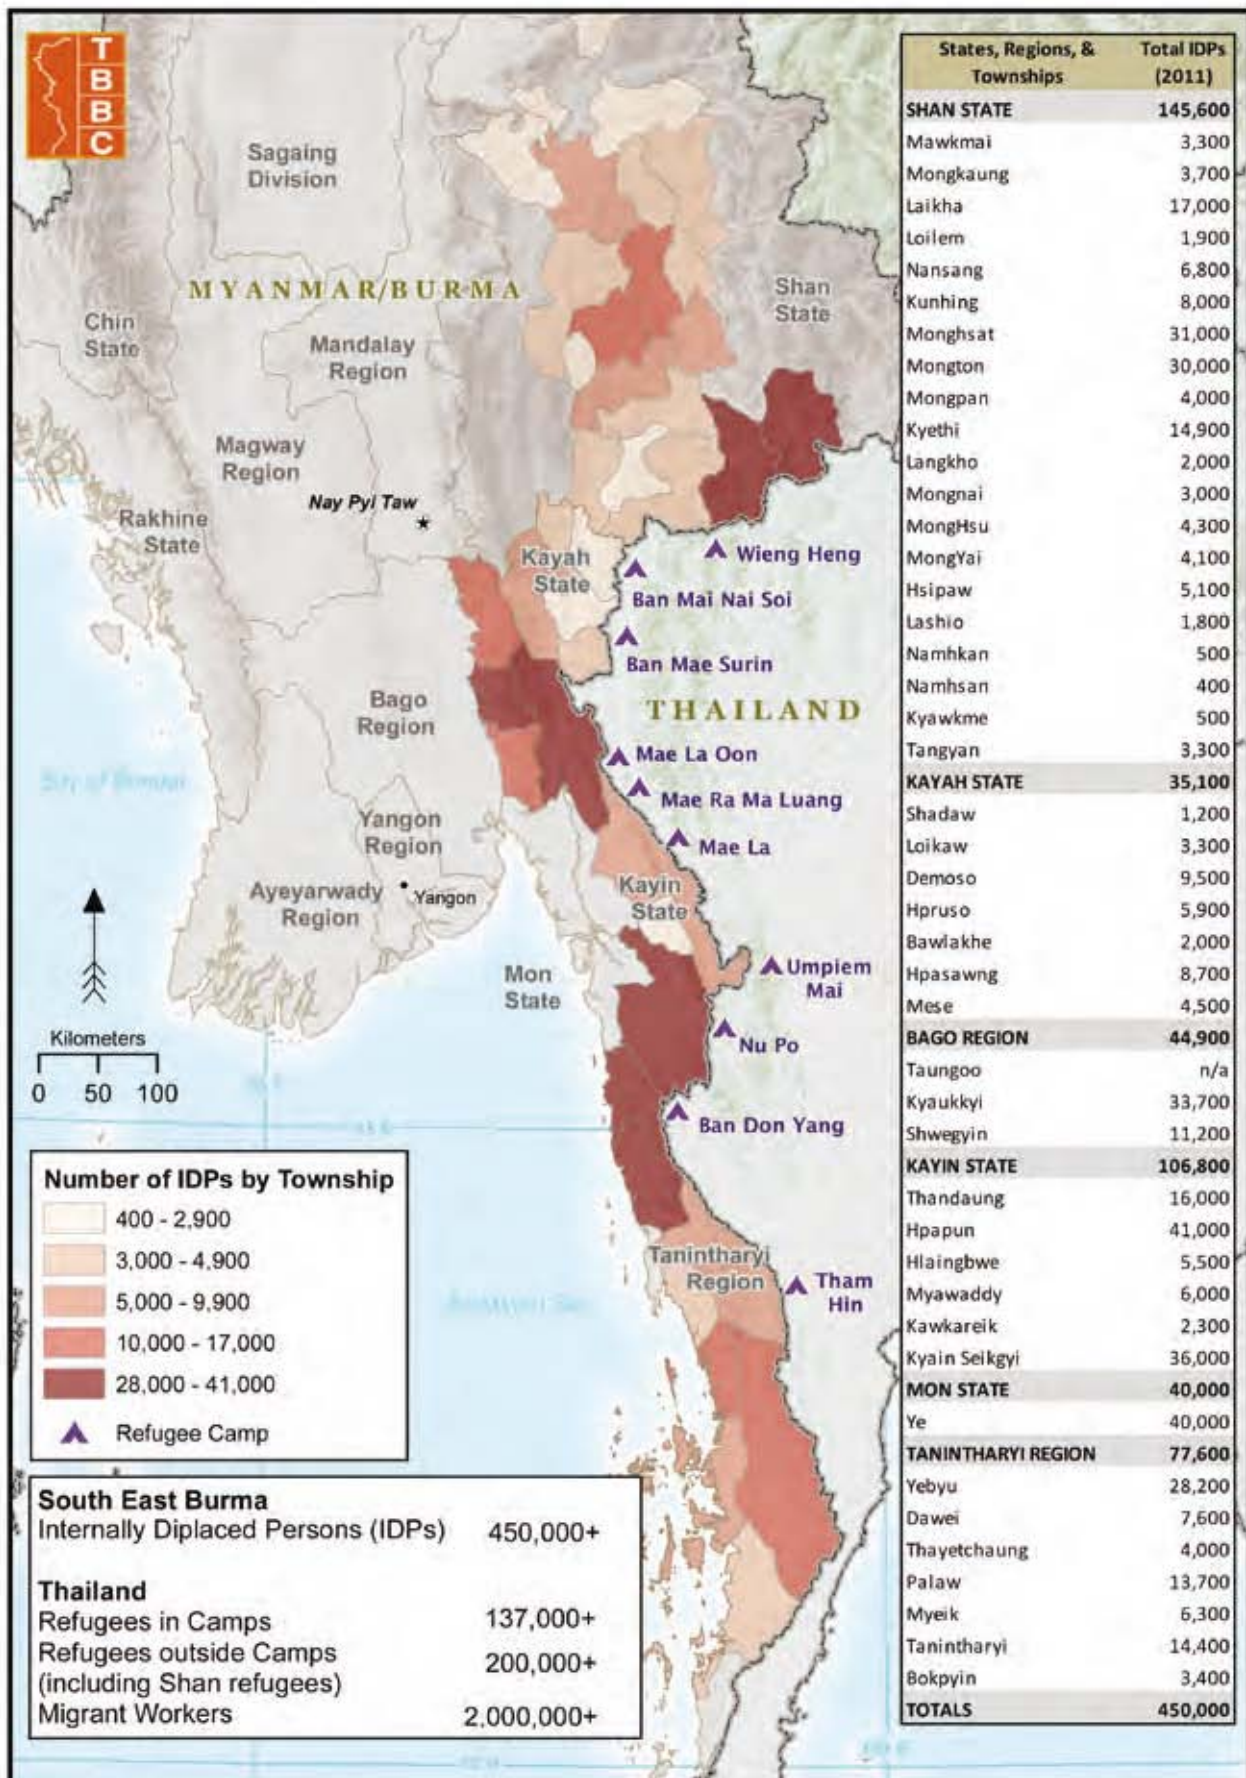 T
B
B
C
Sagaing
Division
MYANMAR/BURMA
Shan
State
Chin
State
Mandalay
Region
Magway
Region
Nay Pyi Taw
Rakhine
State
Kayah
State
Wieng Heng
Ban Mai Nai Soi
Ban Mae Surin
Bago
Region
THAILAND
Mae La Oon
Mae Ra Ma Luang
Yangon
Region
Mae La
Ayeyarwady
Region
Yangon
Kayin
State
Mon
State
Umpiem
Mai
Nu Po
Ban Don Yang
Tanintharyi
Region
Tham
Hin
Kilometers
0 50 100
Number of IDPs by Township
400 - 2,900
3,000 - 4,900
5,000 - 9,900
10,000 - 17,000
28,000 - 41,000
Refugee Camp
South East Burma
Internally Diplaced Persons (IDPs) 450,000+
Thailand
Refugees in Camps 137,000+
Refugees outside Camps
(including Shan refugees) 200,000+
Migrant Workers 2,000,000+
States, Regions, & Total IDPs
Townships (2011)
SHAN STATE 145,600
Mawkmai 3,300
Mongkaung 3,700
Laikha 17,000
Loilem 1,900
Nansang 6,800
Kunhing 8,000
Monghsat 31,000
Mongton 30,000
Mongpan 4,000
Kyethi 14,900
Langkho 2,000
Mongnai 3,000
MongHsu 4,300
MongYai 4,100
Hsipaw 5,100
Lashio 1,800
Namhkan 500
Namhsan 400
Kyawkme 500
Tangyan 3,300
KAYAH STATE 35,100
Shadaw 1,200
Loikaw 3,300
Demoso 9,500
Hpruso 5,900
Bawlakhe 2,000
Hpasawng 8,700
Mese 4,500
BAGO REGION 44,900
Taungoo n/a
Kyaukkyi 33,700
Shwegyin 11,200
KAYIN STATE 106,800
Thandaung 16,000
Hpapun 41,000
Hlaingbwe 5,500
Myawaddy 6,000
Kawkareik 2,300
Kyain Seikgyi 36,000
MON STATE 40,000
Ye 40,000
TANINTHARYI REGION 77,600
Yebyu 28,200
Dawei 7,600
Thayetchaung 4,000
Palaw 13,700
Myeik 6,300
Tanintharyi 14,400
Bokpyin 3,400
TOTALS 450,000